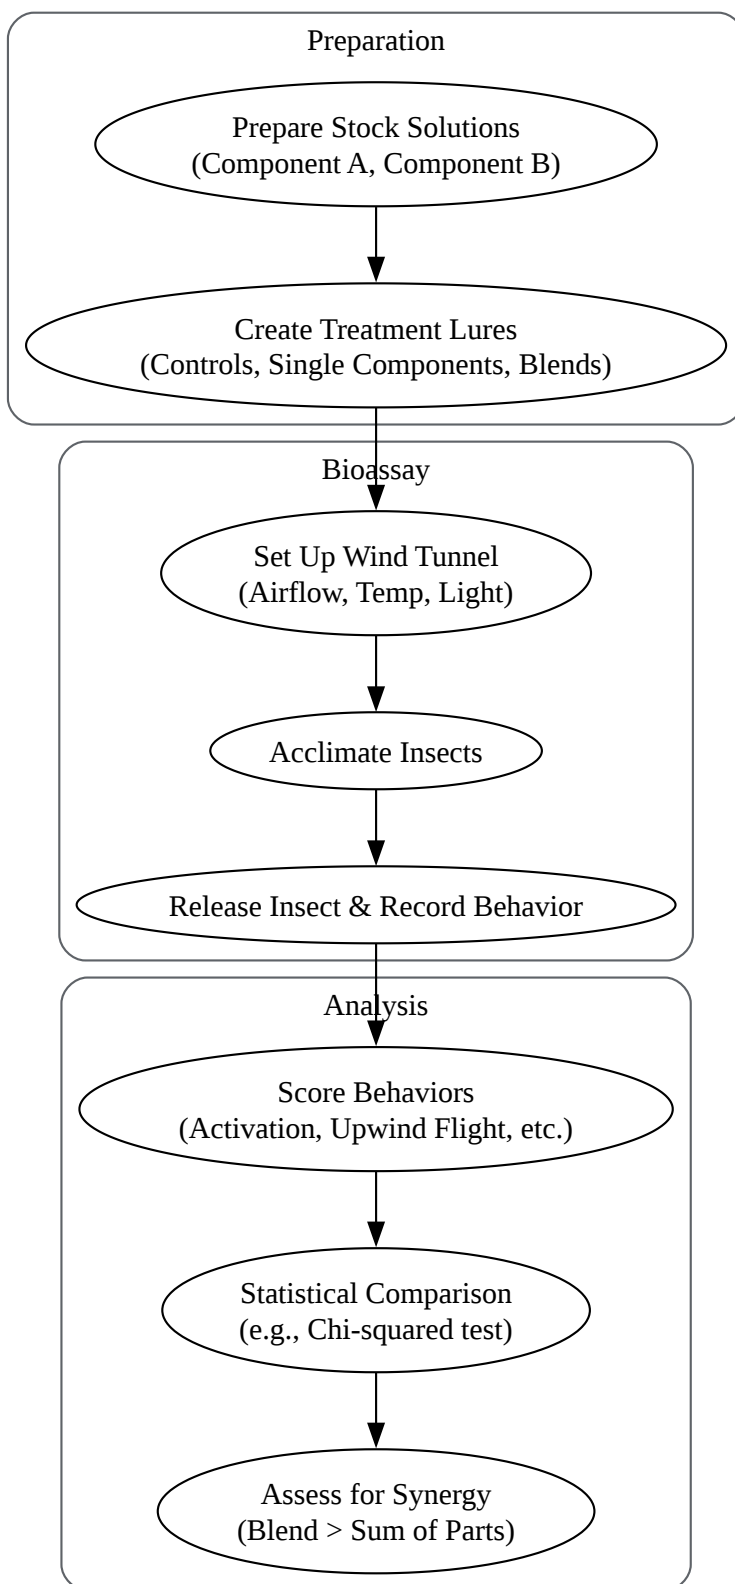 Preparation
Prepare Stock Solutions
(Component A, Component B)
Create Treatment Lures
(Controls, Single Components, Blends)
Bioassay
Set Up Wind Tunnel
(Airflow, Temp, Light)
Acclimate Insects
Release Insect & Record Behavior
Analysis
Score Behaviors
(Activation, Upwind Flight, etc.)
Statistical Comparison
(e.g., Chi-squared test)
Assess for Synergy
(Blend > Sum of Parts)